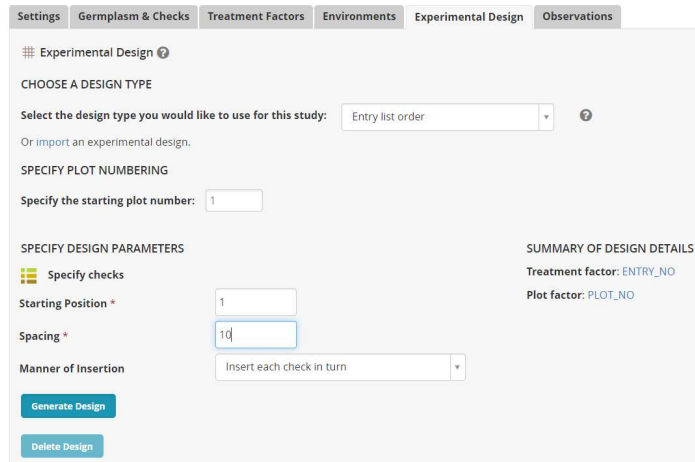 Settings Germplasm & Checks Treatment Factors Environments Experimental Design Observations
Experimental Design ?
CHOOSE A DESIGN TYPE
Select the design type you would like to use for this study: Entry list order ?
Or import an experimental design.
SPECIFY PLOT NUMBERING
Specify the starting plot number: 1
SPECIFY DESIGN PARAMETERS
Specify checks
Starting Position * 1
Spacing * 10
Manner of Insertion Insert each check in turn
Generate Design
Delete Design
SUMMARY OF DESIGN DETAILS
Treatment factor: ENTRY_NO
Plot factor: PLOT_NO